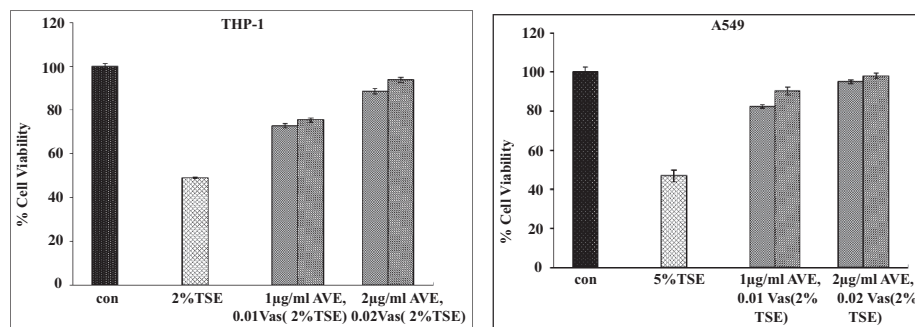 THP-1
120
100
80
60
40
20
0
% Cell Viability
con
2%TSE
1µg/ml AVE,
0.01Vas( 2%TSE)
2µg/ml AVE,
0.02Vas( 2%TSE)
A549
120
100
80
60
40
20
0
% Cell Viability
con
5%TSE
1µg/ml AVE,
0.01 Vas(2%
TSE)
2µg/ml AVE,
0.02 Vas(2%
TSE)